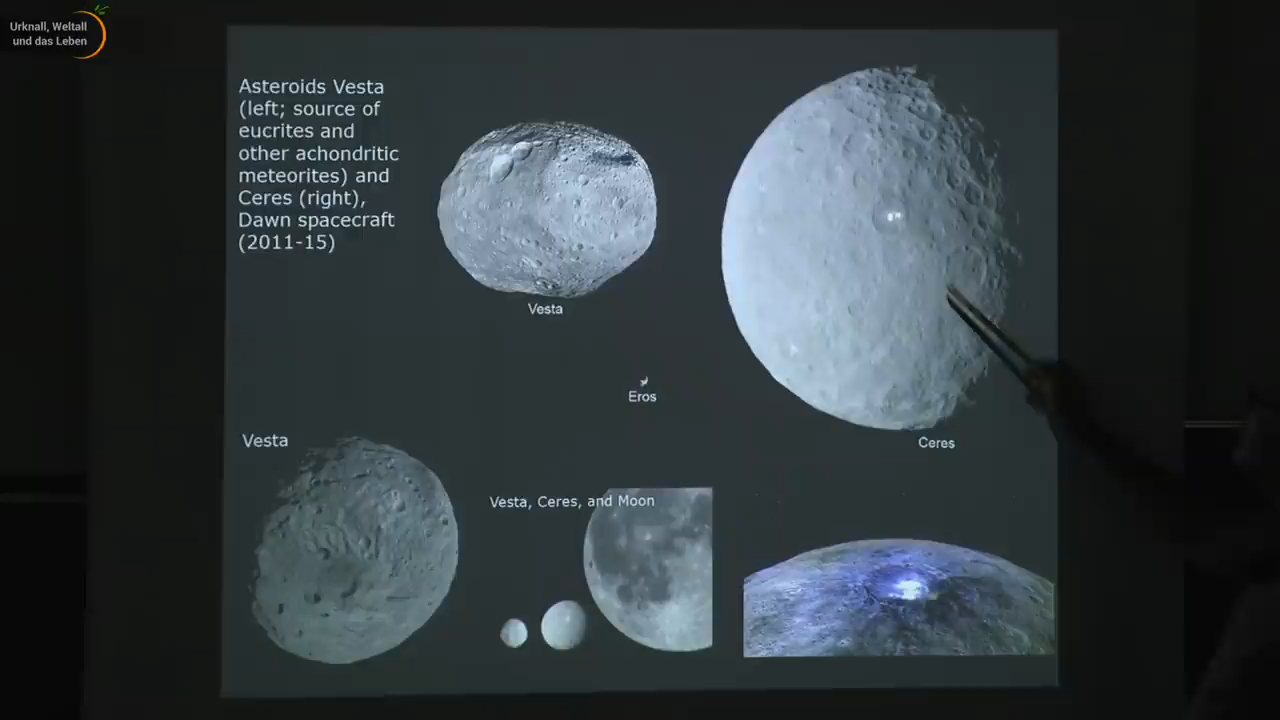 Urknall, Weltall
und das Leben
Asteroids Vesta
(left; source of
eucrites and
other achondritic
meteorites) and
Ceres (right),
Dawn spacecraft
(2011-15)
Vesta
Eros
Ceres
Vesta
Vesta, Ceres, and Moon